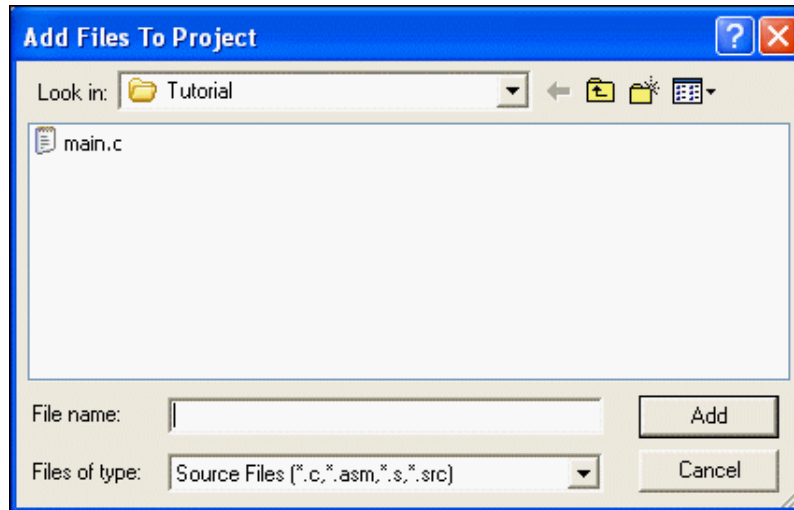 Add Files To Project
Look in: Tutorial
main.c
File name: Add
Files of type: Source Files (*.c,*.asm,*.s,*.src) Cancel